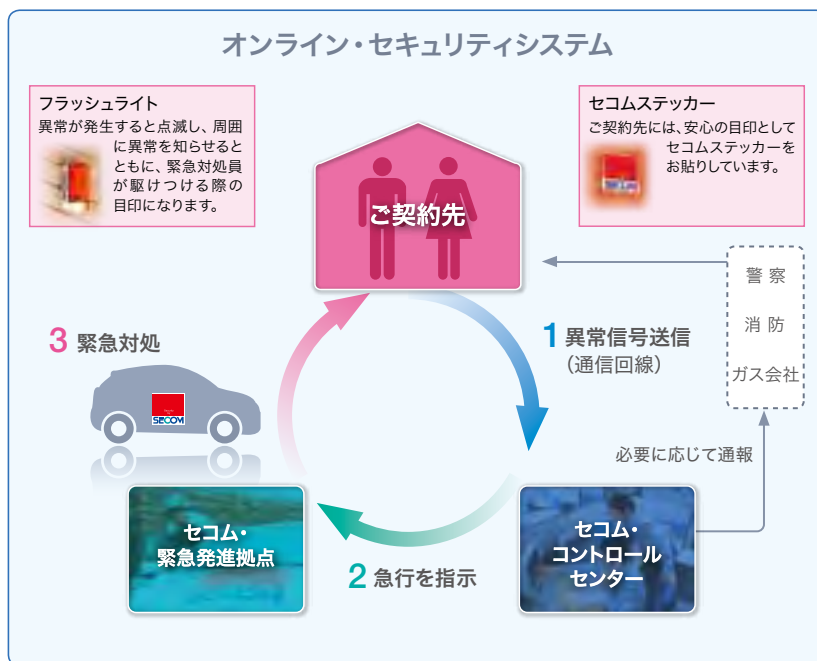 オンライン・セキュリティシステム
フラッシュライト
異常が発生すると点滅し、周囲
に異常を知らせると
ともに、緊急対処員
が駆けつける際の
目印になります。
セコムステッカー
ご契約先には、安心の目印として
セコムステッカーを
お貼りしています。
SECOM
ご契約先
警察
消防
ガス会社
1 異常信号送信
（通信回線）
3 緊急対処
SECOM
必要に応じて通報
セコム・
緊急発進拠点
セコム・
コントロール
センター
2 急行を指示